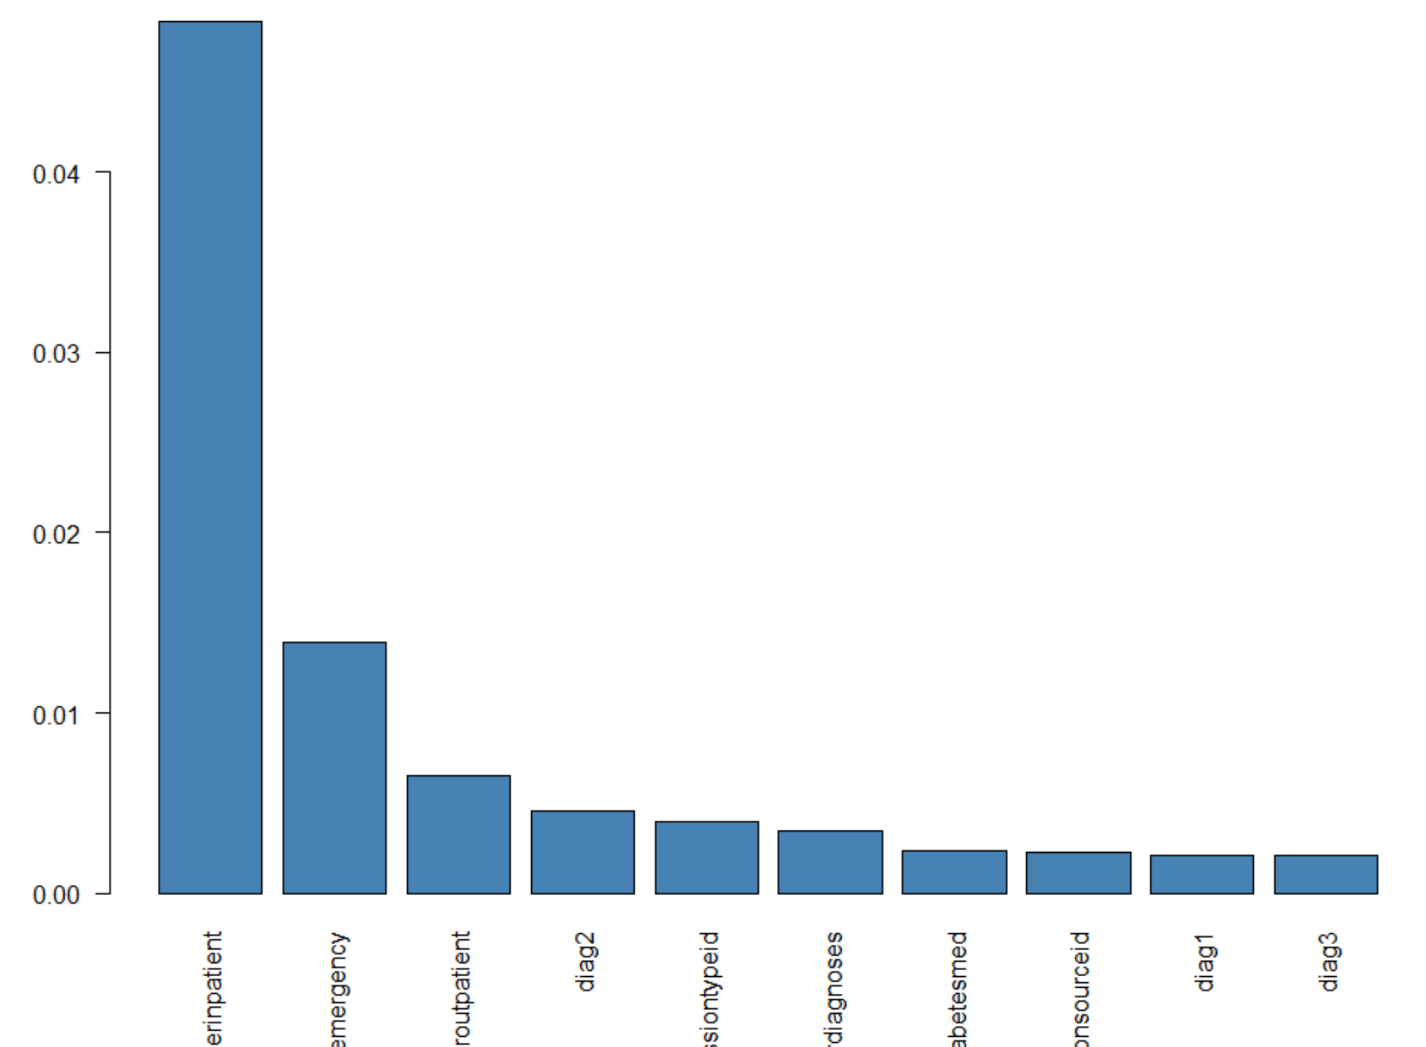 0.04
0.03
0.02
0.01
0.00
erinpatient
emergency
routpatient
diag2
ssiontypeid
rdiagnoses
abetesmed
onsourceid
diag1
diag3